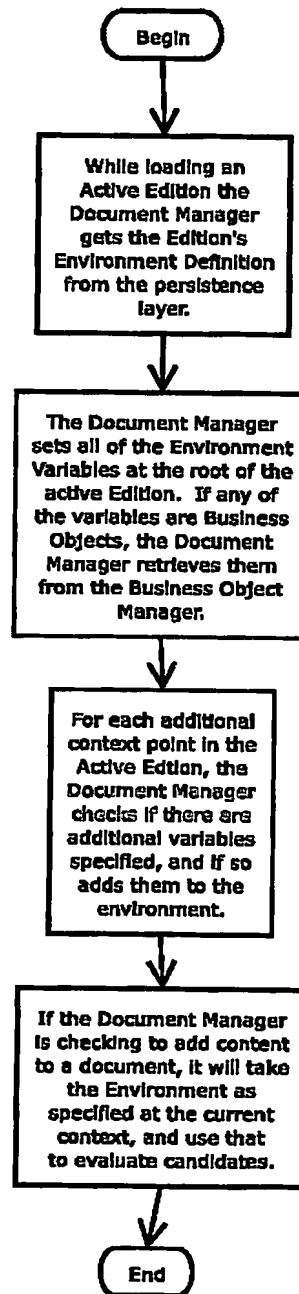 Begin
While loading an
Active Edition the
Document Manager
gets the Edition's
Environment Definition
from the persistence
layer.
The Document Manager
sets all of the Environment
Variables at the root of the
active Edition. If any of
the variables are Business
Objects, the Document
Manager retrieves them
from the Business Object
Manager.
For each additional
context point in the
Active Edtion, the
Document Manager
checks if there are
additional variables
specified, and if so
adds them to the
environment.
If the Document Manager
is checking to add content
to a document, it will take
the Environment as
specified at the current
context, and use that
to evaluate candidates.
End